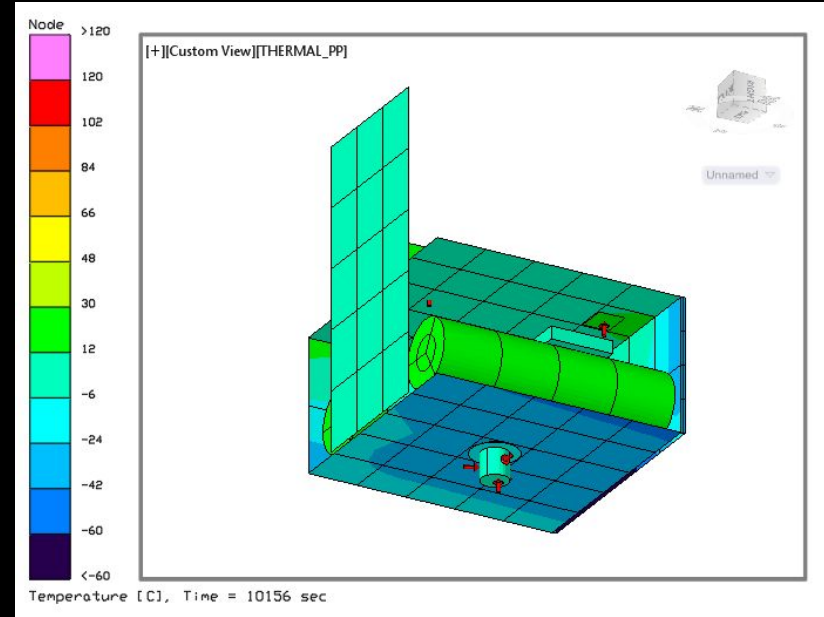 Node
>120
[+][Custom View][THERMAL_PP]
120
RIGHT
102
84
Unnamed
66
48
30
12
-6
-24
-42
-60
<-60
Temperature [C], Time = 10156 sec